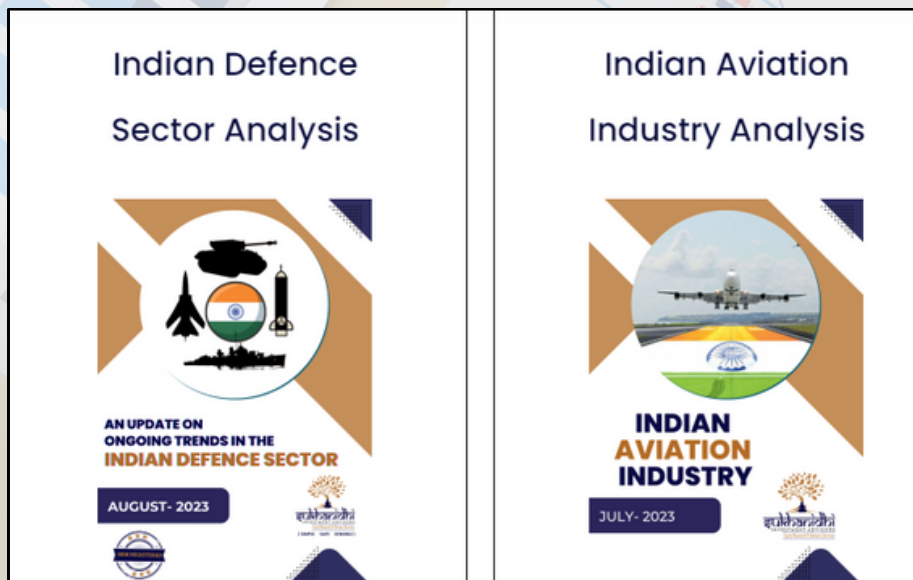 Indian Defence
Sector Analysis
AN UPDATE ON
ONGOING TRENDS IN THE
INDIAN DEFENCE SECTOR
AUGUST- 2023
sukhanidhi
Indian Aviation
Industry Analysis
INDIAN
AVIATION
INDUSTRY
JULY- 2023
sukhanidhi